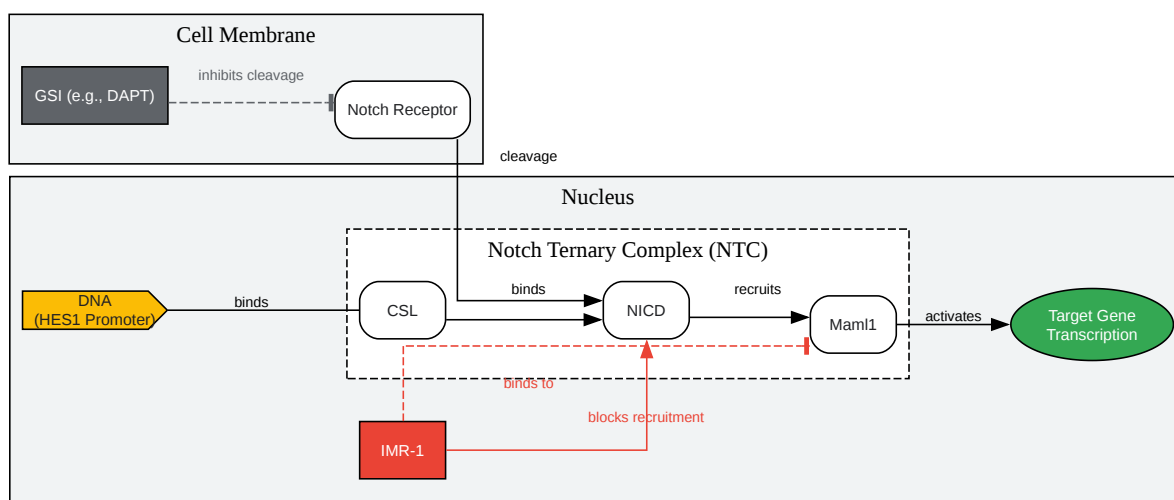 Cell Membrane
inhibits cleavage
GSI (e.g., DAPT)
Notch Receptor
cleavage
Nucleus
Notch Ternary Complex (NTC)
DNA
(HES1 Promoter)
binds
CSL
binds
NICD
recruits
Maml1
activates
Target Gene
Transcription
binds to
blocks recruitment
IMR-1